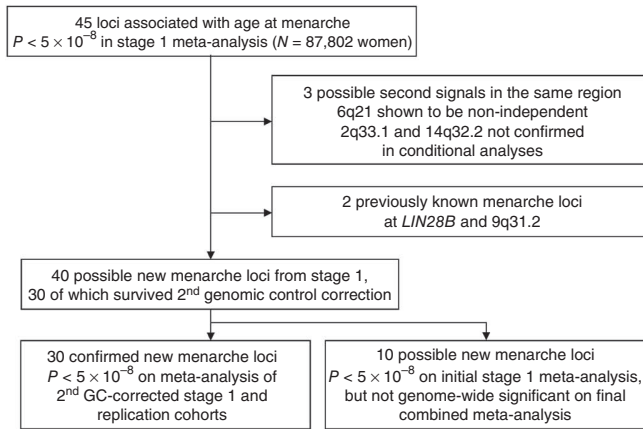 45 loci associated with age at menarche
P < 5 × 10⁻⁸ in stage 1 meta-analysis (N = 87,802 women)
3 possible second signals in the same region
6q21 shown to be non-independent
2q33.1 and 14q32.2 not confirmed
in conditional analyses
2 previously known menarche loci
at LIN28B and 9q31.2
40 possible new menarche loci from stage 1,
30 of which survived 2nd genomic control correction
30 confirmed new menarche loci
P < 5 × 10⁻⁸ on meta-analysis of
2nd GC-corrected stage 1 and
replication cohorts
10 possible new menarche loci
P < 5 × 10⁻⁸ on initial stage 1 meta-analysis,
but not genome-wide significant on final
combined meta-analysis